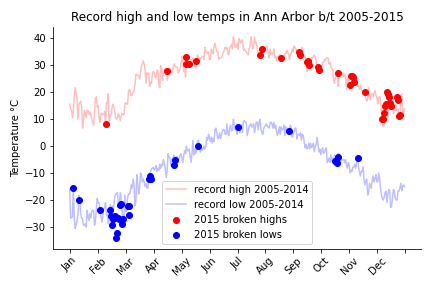 Record high and low temps in Ann Arbor b/t 2005-2015
Temperature °C
40
30
20
10
0
−10
−20
−30
record high 2005-2014
record low 2005-2014
2015 broken highs
2015 broken lows
Jan Feb Mar Apr May Jun Jul Aug Sep Oct Nov Dec